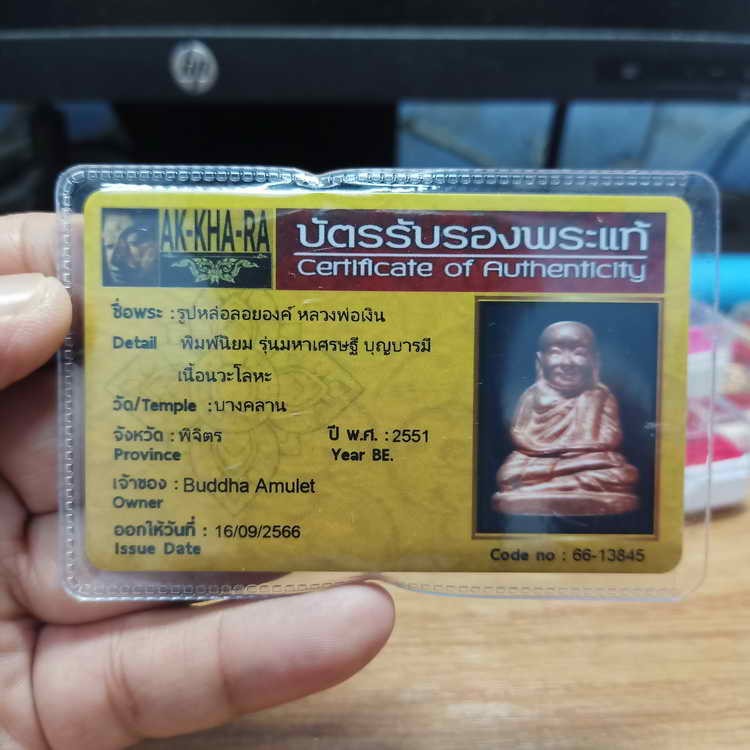 hp
AK-KHA-RA
บัตรรับรองพระแท้
Certificate of Authenticity
ชื่อพระ : รูปหล่อลอยองค์ หลวงพ่อเงิน
Detail พิมพ์นิยม รุ่นมหาเศรษฐี บุญบารมี
เนื้อนวะโลหะ
วัด/Temple : บางคลาน
จังหวัด : พิจิตร ปี พ.ศ. : 2551
Province Year BE.
เจ้าของ : Buddha Amulet
Owner
ออกให้วันที่ : 16/09/2566
Issue Date
Code no : 66-13845